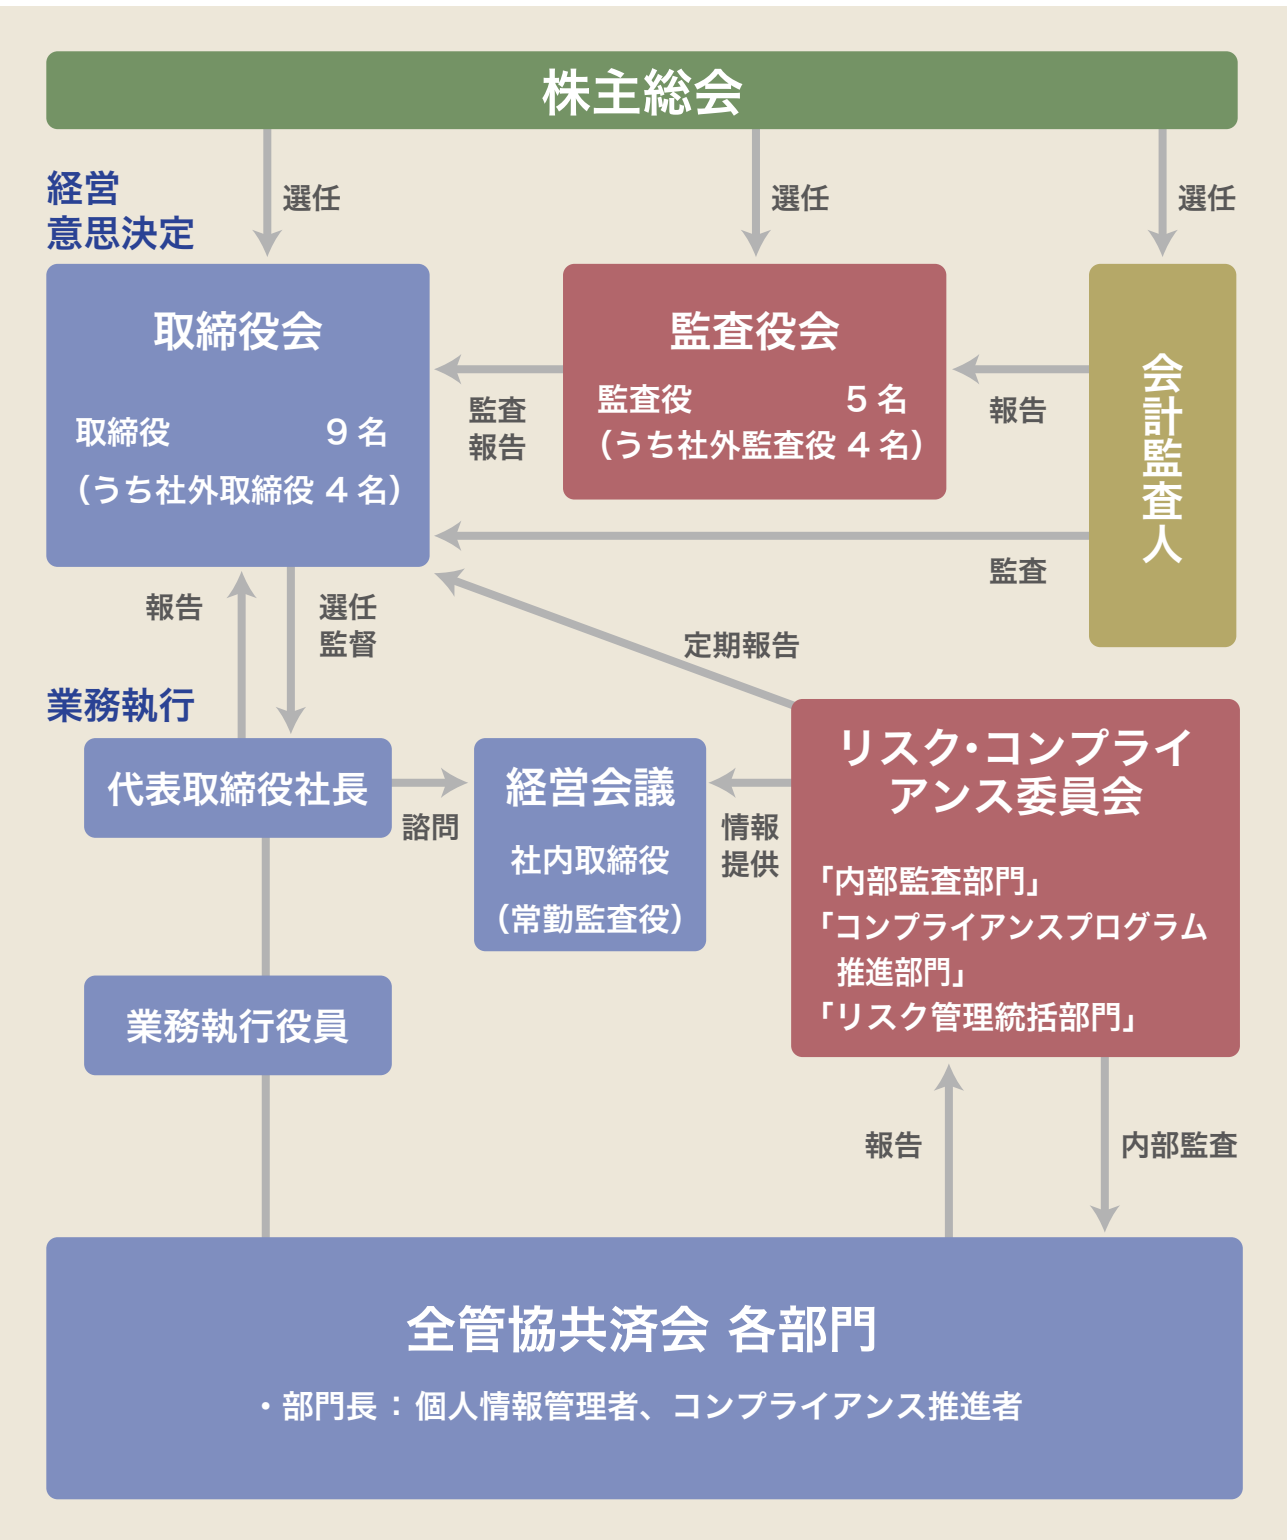 株主総会
選任
選任
選任
経営
意思決定
取締役会
取締役 9名
（うち社外取締役 4 名）
監査
報告
監査役会
監査役 5名
（うち社外監査役 4 名）
報告
会計監査人
監査
報告
選任
監督
定期報告
業務執行
代表取締役社長
諮問
経営会議
社内取締役
（常勤監査役）
情報
提供
リスク・コンプライ
アンス委員会
「内部監査部門」
「コンプライアンスプログラム
推進部門」
「リスク管理統括部門」
業務執行役員
報告
内部監査
全管協共済会 各部門
・部門長：個人情報管理者、コンプライアンス推進者